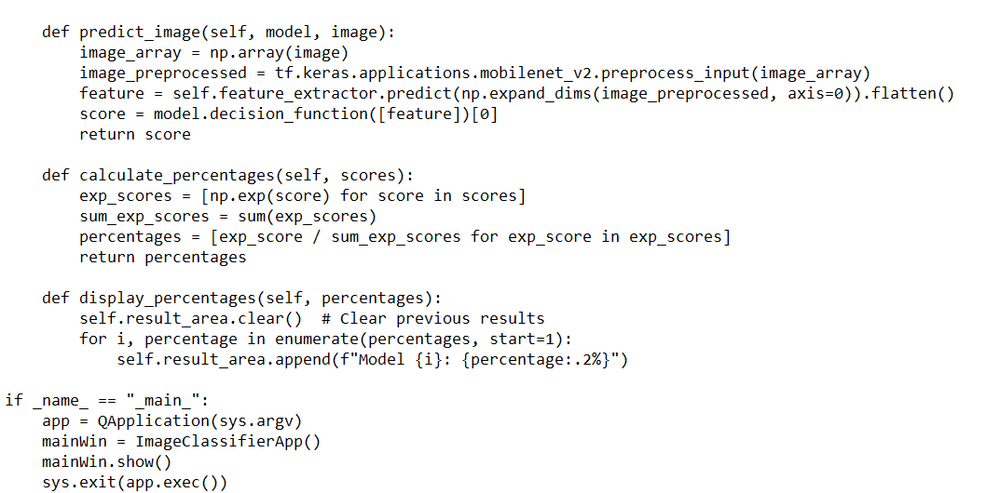 def predict_image(self, model, image):
image_array = np.array(image)
image_preprocessed = tf.keras.applications.mobilenet_v2.preprocess_input(image_array)
feature = self.feature_extractor.predict(np.expand_dims(image_preprocessed, axis=0)).flatten()
score = model.decision_function([feature])[0]
return score
def calculate_percentages(self, scores):
exp_scores = [np.exp(score) for score in scores]
sum_exp_scores = sum(exp_scores)
percentages = [exp_score / sum_exp_scores for exp_score in exp_scores]
return percentages
def display_percentages(self, percentages):
self.result_area.clear()  # Clear previous results
for i, percentage in enumerate(percentages, start=1):
self.result_area.append(f"Model {i}: {percentage:.2%}")
if _name_ == "_main_":
app = QApplication(sys.argv)
mainWin = ImageClassifierApp()
mainWin.show()
sys.exit(app.exec())